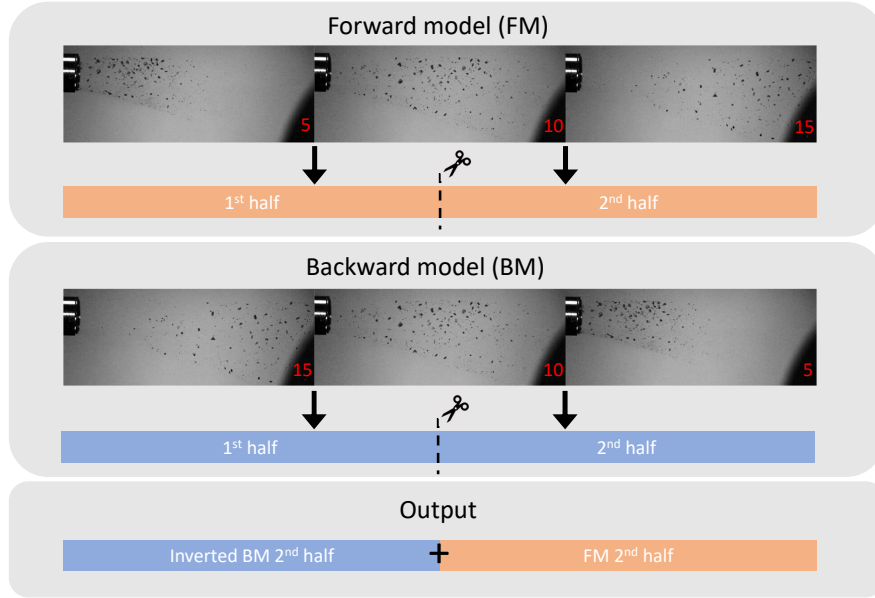 Forward model (FM)
5
10
15
1st half
2nd half
Backward model (BM)
15
10
5
1st half
2nd half
Output
Inverted BM 2nd half
+
FM 2nd half